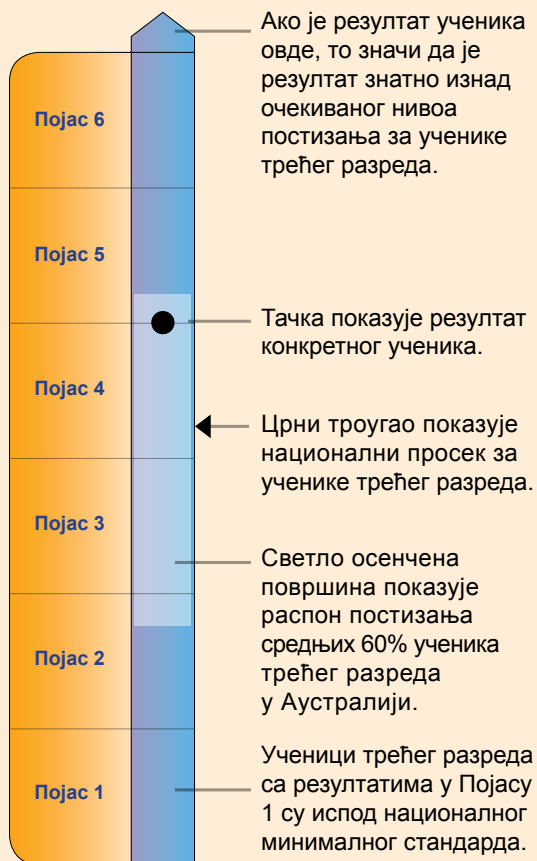 Појас 6
Појас 5
Појас 4
Појас 3
Појас 2
Појас 1
Ако је резултат ученика
овде, то значи да је
резултат знатно изнад
очекиваног нивоа
постизања за ученике
трећег разреда.
Тачка показује резултат
конкретног ученика.
Црни троугао показује
национални просек за
ученике трећег разреда.
Светло осенчена
површина показује
распон постизања
средњих 60% ученика
трећег разреда
у Аустралији.
Ученици трећег разреда
са резултатима у Појасу
1 су испод националног
минималног стандарда.